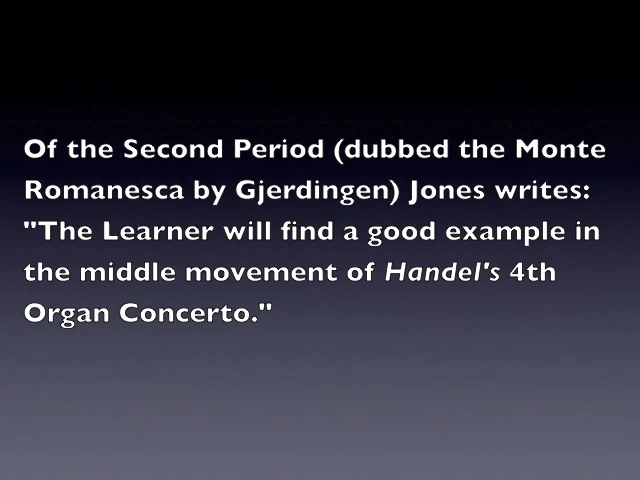 Of the Second Period (dubbed the Monte
Romanesca by Gjerdingen) Jones writes:
"The Learner will find a good example in
the middle movement of Handel's 4th
Organ Concerto."